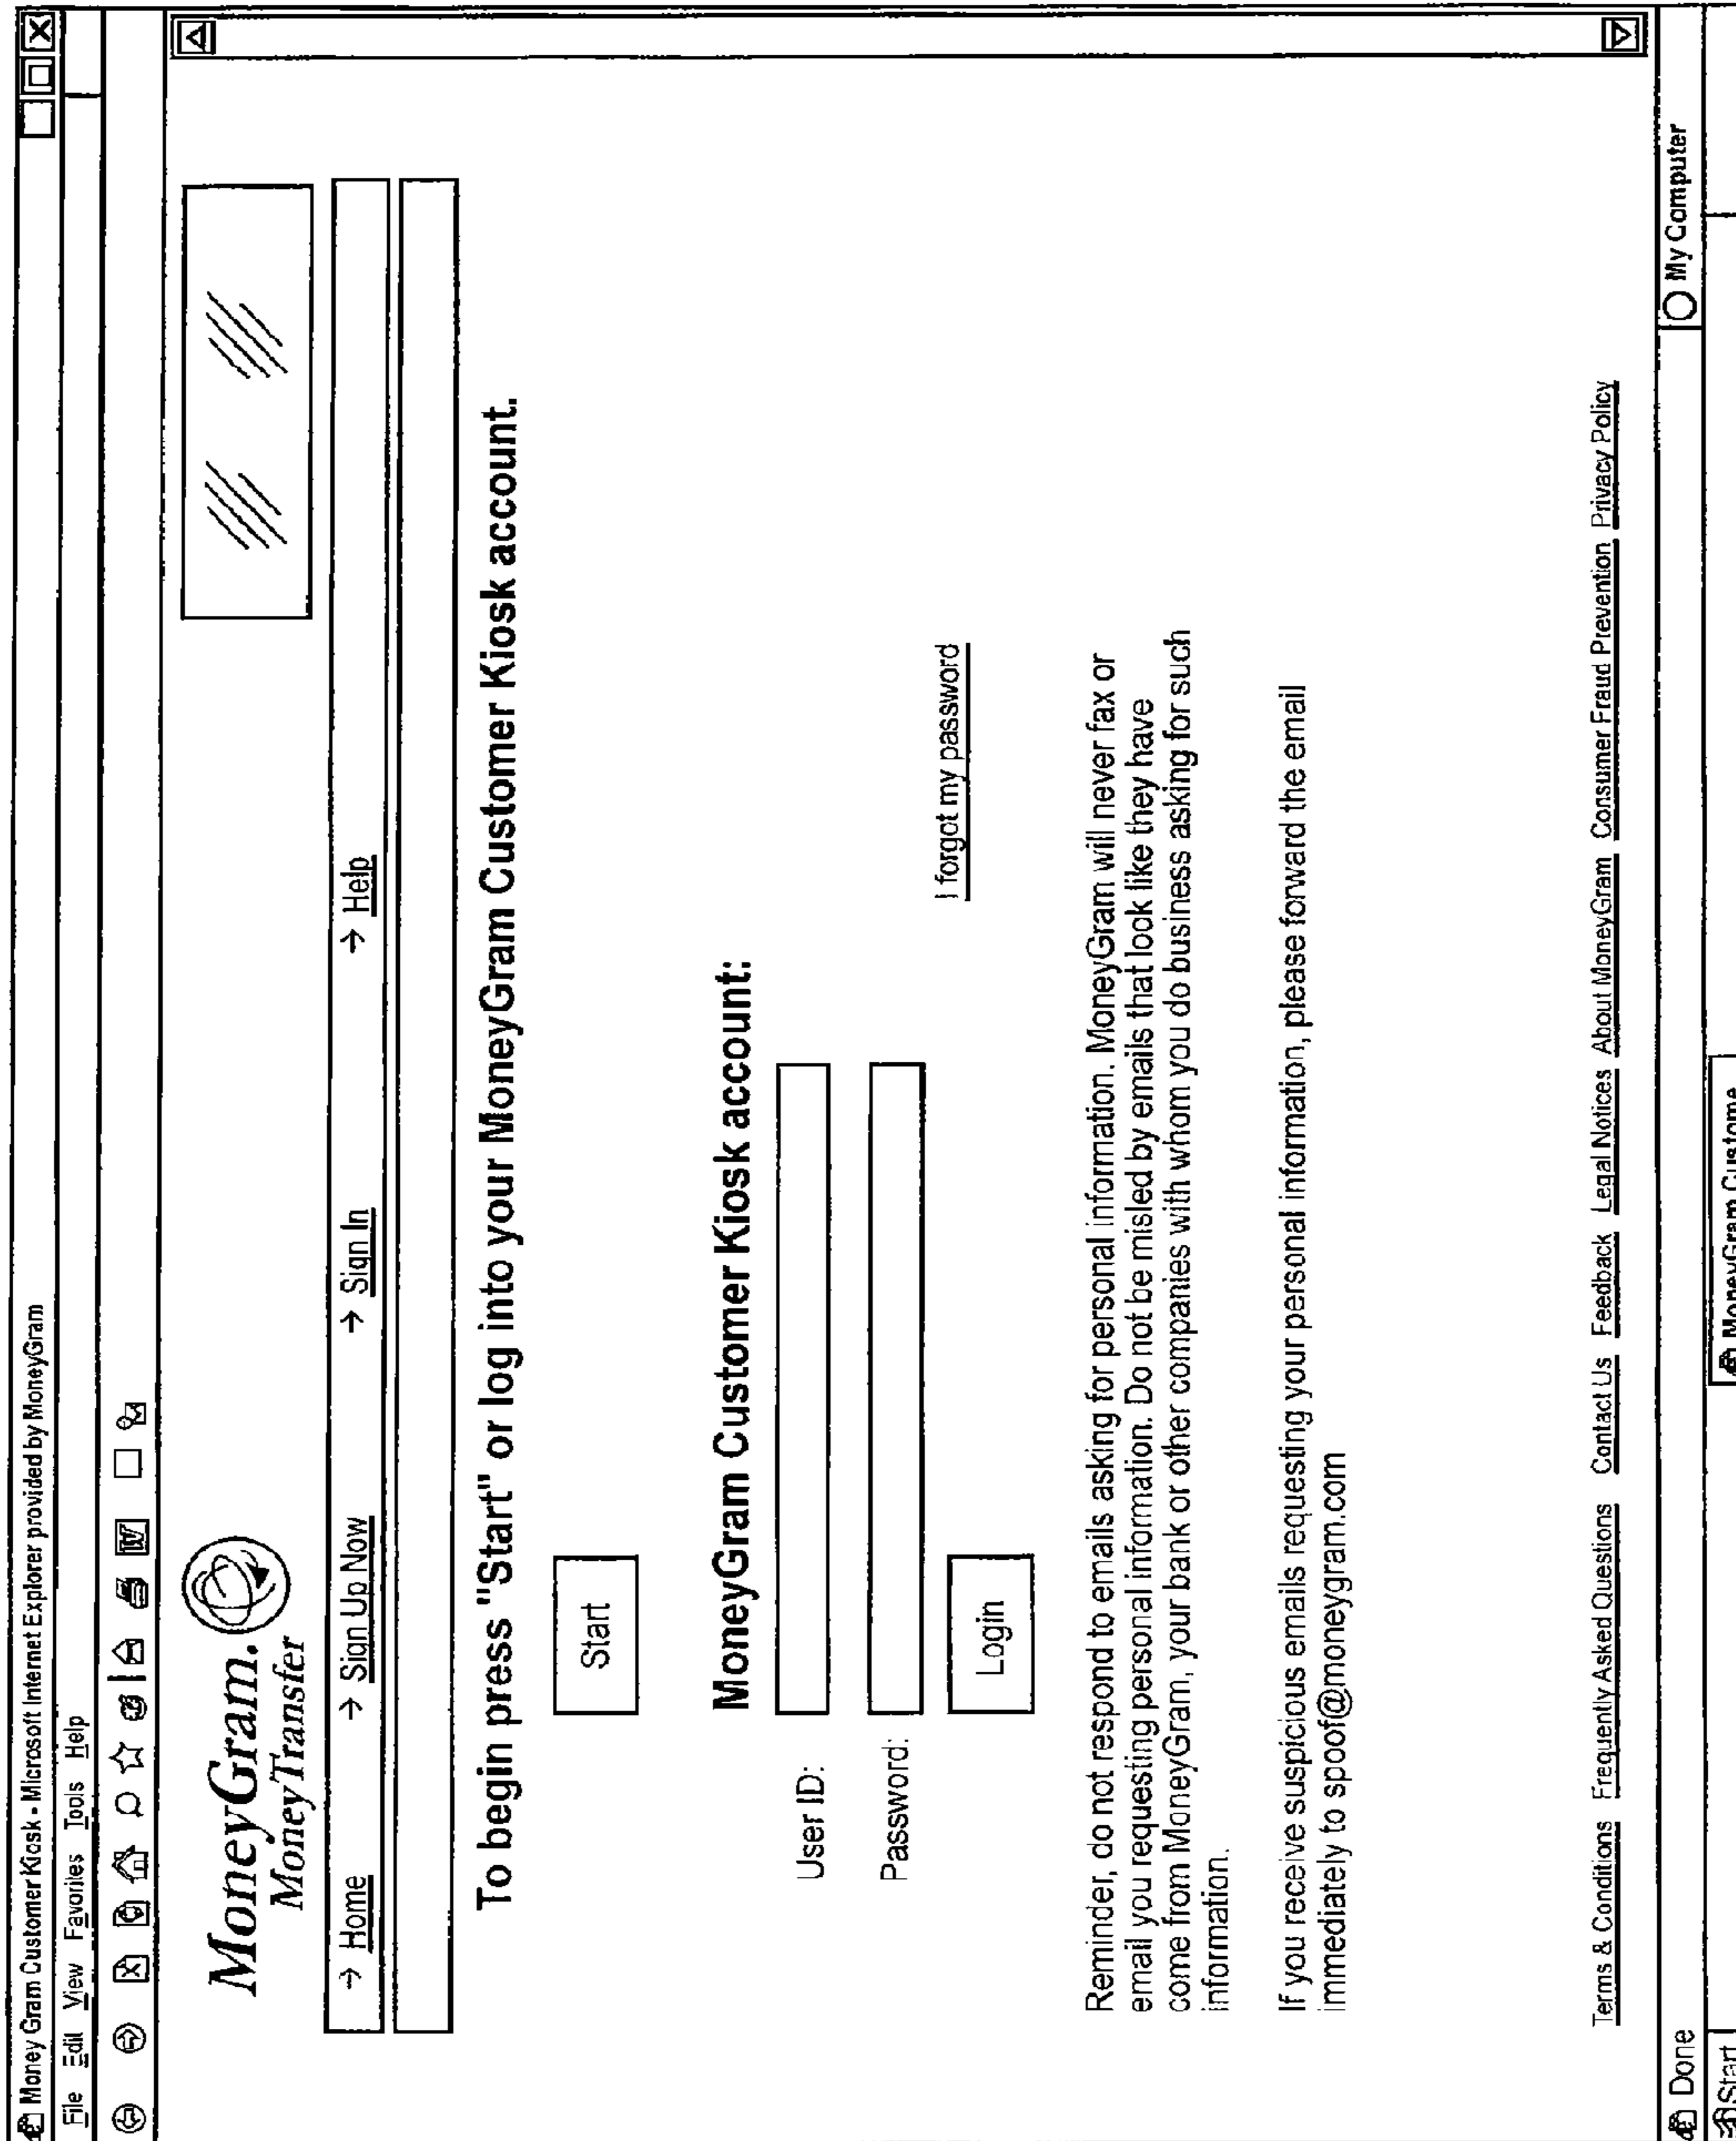 Money Gram Customer Kiosk - Microsoft Internet Explorer provided by MoneyGram
File Edit View Favorites Tools Help
MoneyGram.
MoneyTransfer
→ Home → Sign Up Now → Sign In → Help
To begin press "Start" or log into your MoneyGram Customer Kiosk account.
Start
MoneyGram Customer Kiosk account:
User ID:
Password:
Login I forgot my password
Reminder, do not respond to emails asking for personal information. MoneyGram will never fax or
email you requesting personal information. Do not be misled by emails that look like they have
come from MoneyGram, your bank or other companies with whom you do business asking for such
information.
If you receive suspicious emails requesting your personal information, please forward the email
immediately to spoof@moneygram.com
Terms & Conditions Frequently Asked Questions Contact Us Feedback Legal Notices About MoneyGram Consumer Fraud Prevention Privacy Policy
Done My Computer
Start MoneyGram Custome